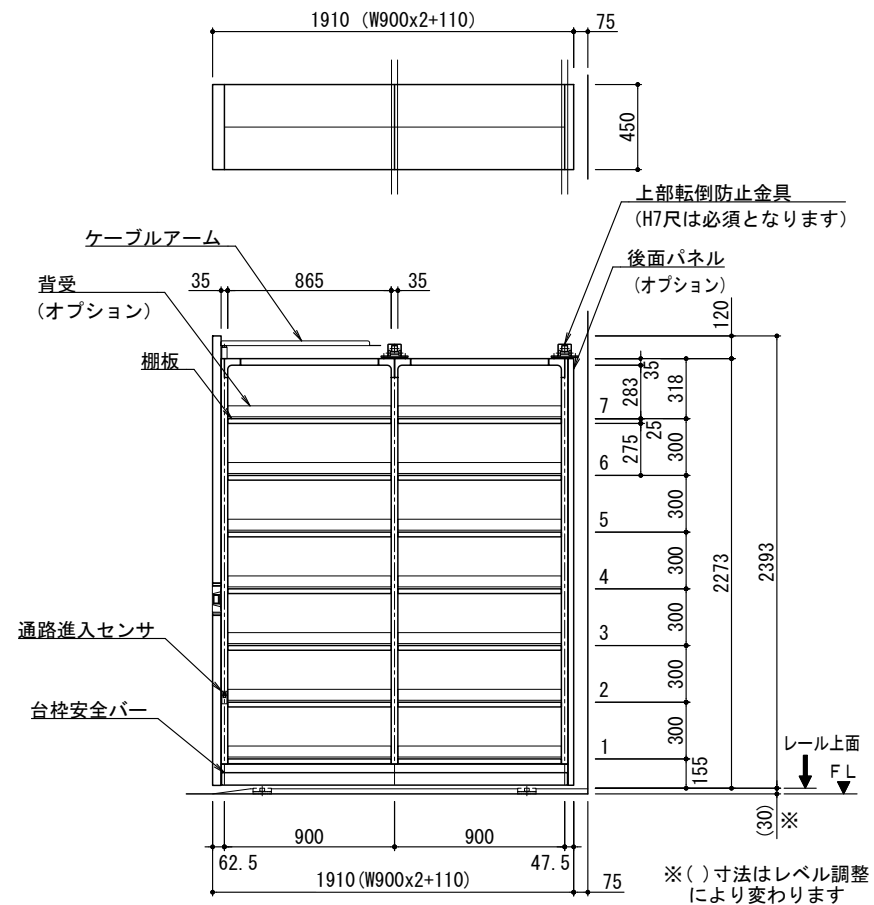 1910 (W900x2+110)
75
450
上部転倒防止金具
(H7尺は必須となります)
ケーブルアーム
後面パネル
(オプション)
背受
(オプション)
35
865
35
棚板
120
7
283
35
318
6
275
25
300
5
300
4
300
2273
2393
3
300
通路進入センサ
2
300
台枠安全バー
1
300
155
レール上面
FL
(30)
※
900
900
62.5
47.5
1910(W900x2+110)
75
※( )寸法はレベル調整
により変わります